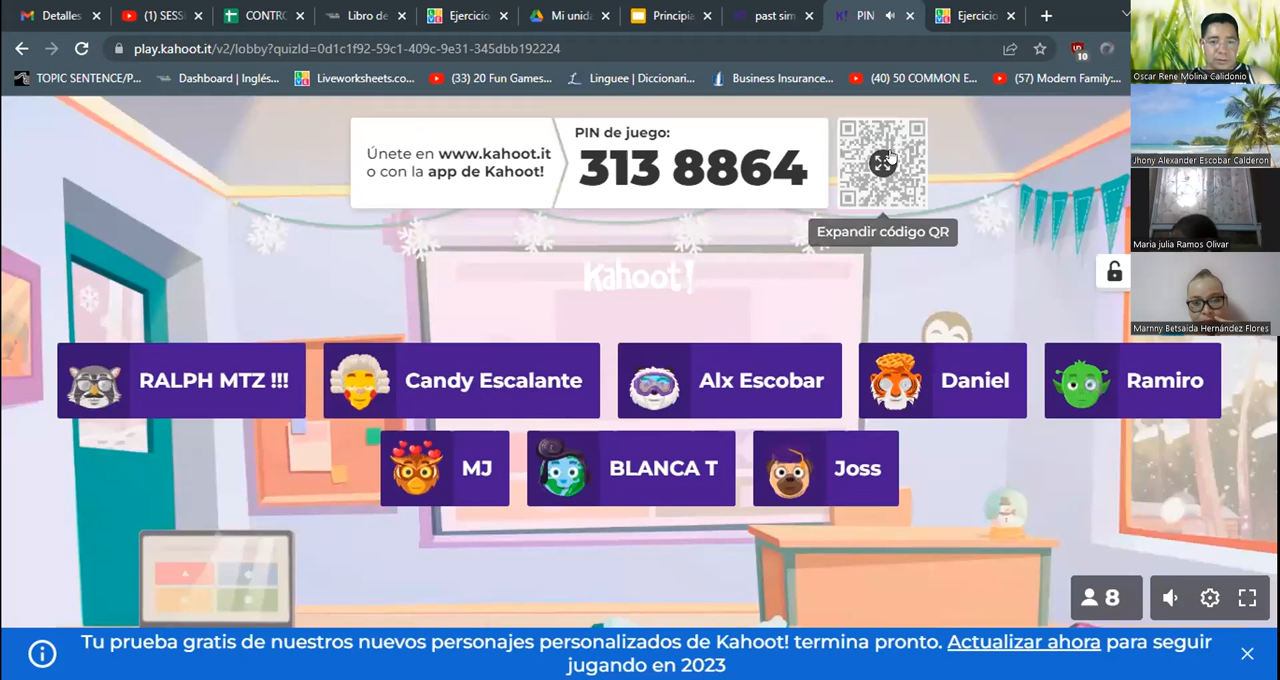 Detalles
(1) SESS
CONTRO
Libro de
Ejercicio
Mi unida
Principia
past sim
PIN
Ejercicio
play.kahoot.it/v2/lobby?quizId=0d1c1f92-59c1-409c-9e31-345dbb192224
10
TOPIC SENTENCE/P...
Dashboard | Inglés...
Liveworksheets.co...
(33) 20 Fun Games...
Linguee | Diccionari...
Business Insurance...
(40) 50 COMMON E...
(57) Modern Family:...
Oscar Rene Molina Calidonio
Jhony Alexander Escobar Calderon
Maria julia Ramos Olivar
Marnny Betsaida Hernández Flores
Únete en www.kahoot.it
o con la app de Kahoot!
PIN de juego:
313 8864
Expandir código QR
Kahoot!
RALPH MTZ !!!
Candy Escalante
Alx Escobar
Daniel
Ramiro
MJ
BLANCA T
Joss
8
Tu prueba gratis de nuestros nuevos personajes personalizados de Kahoot! termina pronto. Actualizar ahora para seguir
jugando en 2023